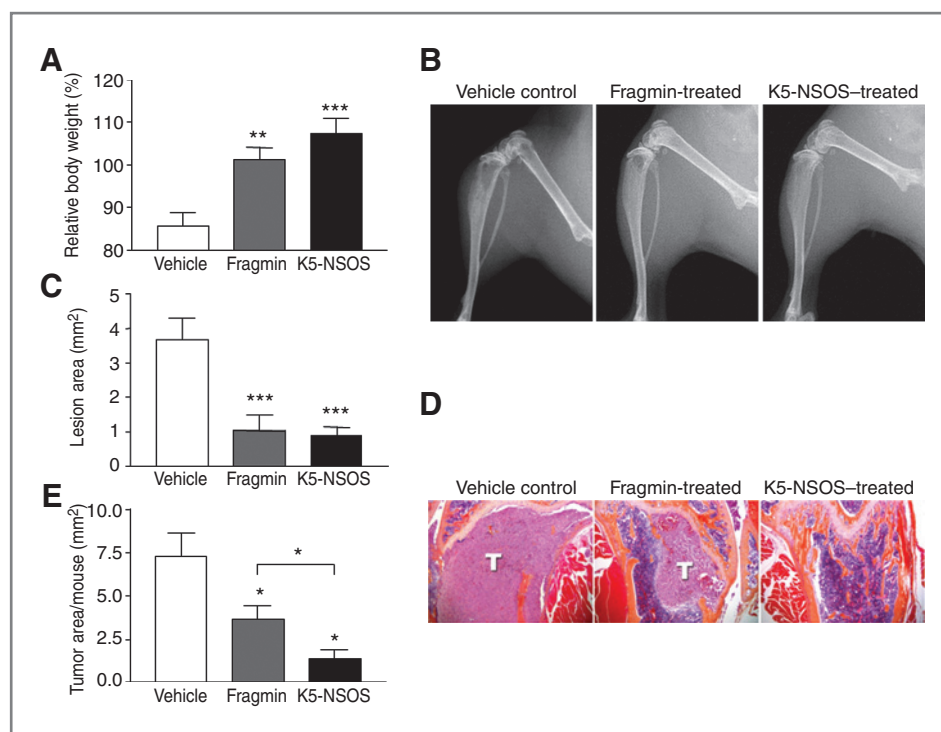 A
Relative body weight (%)
120
110
100
90
80
**
***
Vehicle Fragmin K5-NSOS
B
Vehicle control Fragmin-treated K5-NSOS–treated
C
Lesion area (mm2)
5
4
3
2
1
0
***
***
Vehicle Fragmin K5-NSOS
D
Vehicle control Fragmin-treated K5-NSOS–treated
T
T
E
Tumor area/mouse (mm2)
10.0
7.5
5.0
2.5
0.0
*
*
*
Vehicle Fragmin K5-NSOS